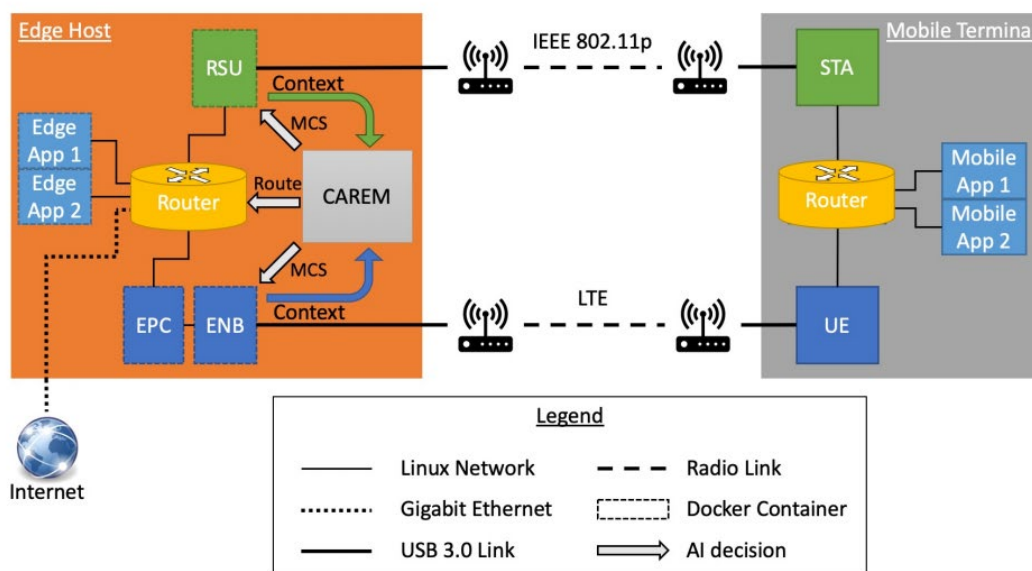 Edge Host
Mobile Terminal
IEEE 802.11p
RSU
STA
Context
MCS
Edge
App 1
Edge
App 2
Router
Route
CAREM
Router
Mobile
App 1
Mobile
App 2
MCS
Context
EPC
ENB
LTE
UE
Internet
Legend
Linux Network
Radio Link
Gigabit Ethernet
Docker Container
USB 3.0 Link
AI decision